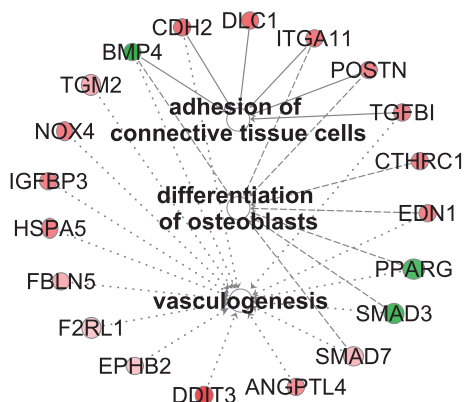 DLC1
CDH2
ITGA11
BMP4
POSTN
TGM2
adhesion of
connective tissue cells
TGFBI
NOX4
CTHRC1
IGFBP3
differentiation
of osteoblasts
EDN1
HSPA5
PPARG
FBLN5
vasculogenesis
SMAD3
F2RL1
SMAD7
EPHB2
ANGPTL4
DDIT3